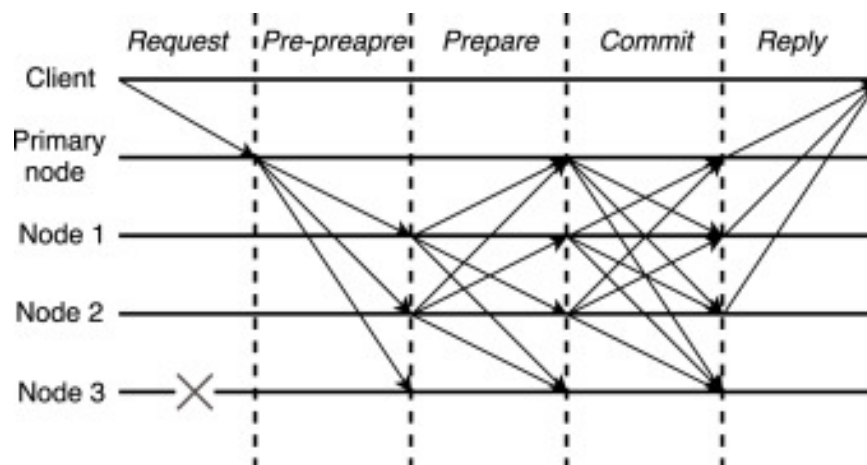 Request Pre-preapre Prepare Commit Reply
Client
Primary
node
Node 1
Node 2
Node 3